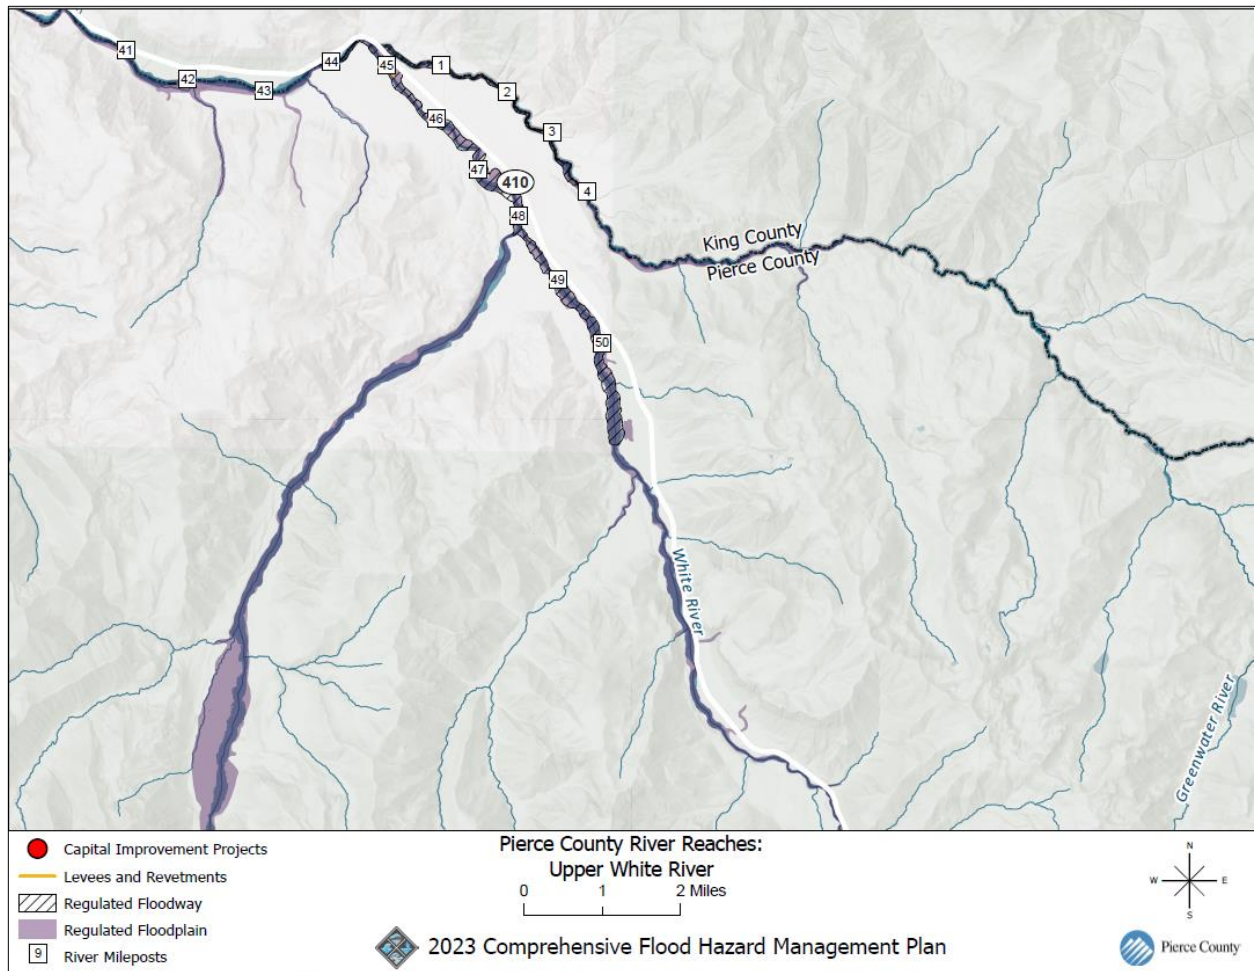 41
42
43
44
45
1
2
46
3
47
410
4
48
King County
Pierce County
49
50
White River
Greenwater River
Capital Improvement Projects
Levees and Revetments
Regulated Floodway
Regulated Floodplain
9 River Mileposts
Pierce County River Reaches:
Upper White River
0 1 2 Miles
2023 Comprehensive Flood Hazard Management Plan
N
W E
S
Pierce County